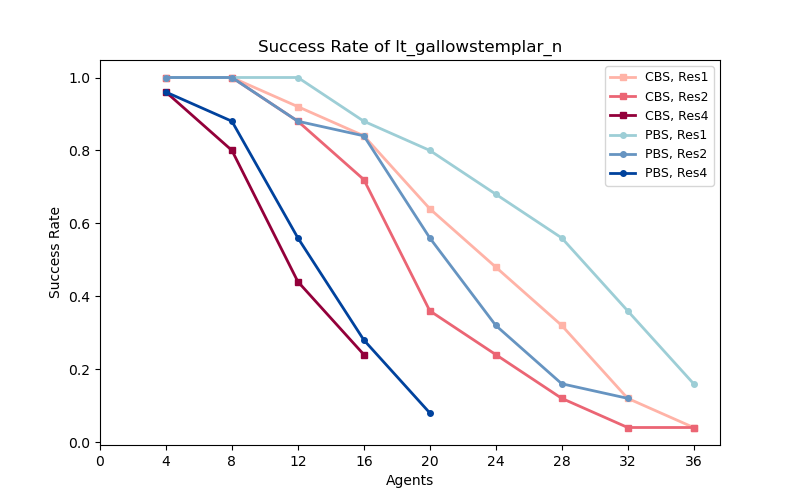 Success Rate of lt_gallowstemplar_n
CBS, Res1
CBS, Res2
CBS, Res4
PBS, Res1
PBS, Res2
PBS, Res4
Success Rate
1.0
0.8
0.6
0.4
0.2
0.0
0 4 8 12 16 20 24 28 32 36
Agents